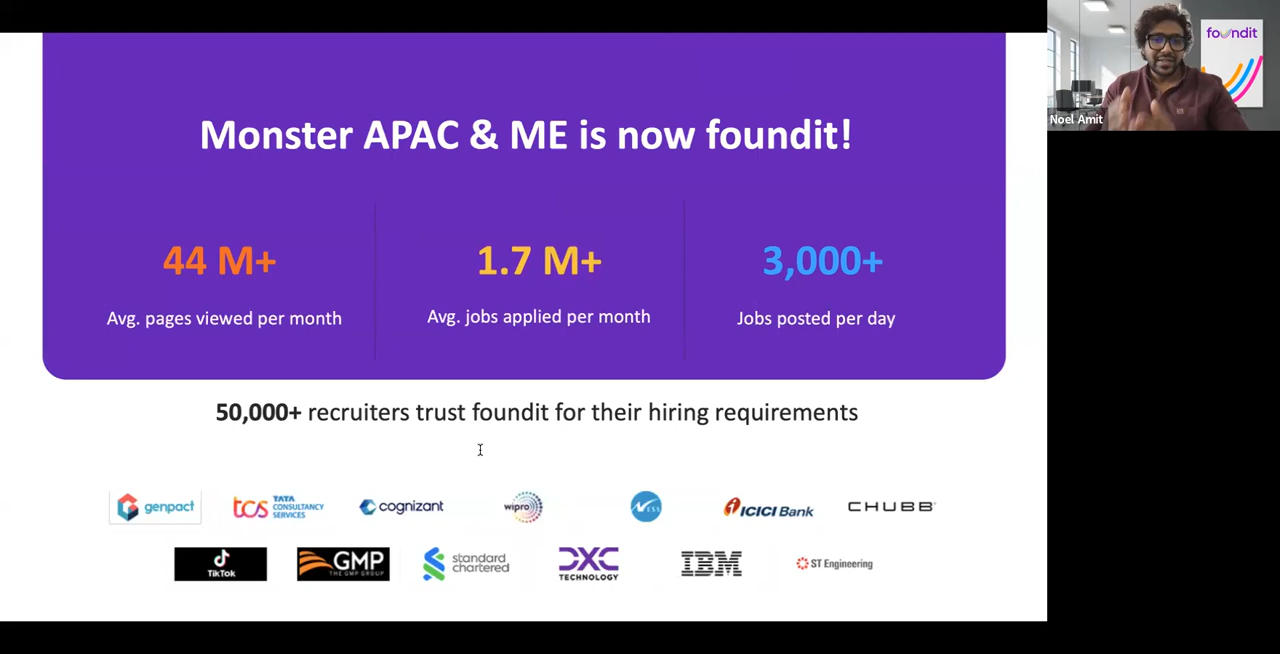 Monster APAC & ME is now foundit!
44 M+
Avg. pages viewed per month
1.7 M+
Avg. jobs applied per month
3,000+
Jobs posted per day
50,000+ recruiters trust foundit for their hiring requirements
genpact
tcs TATA
CONSULTANCY
SERVICES
cognizant
wipro
NESS
ICICI Bank
CHUBB
TikTok
GMP
THE GMP GROUP
standard
chartered
DXC
TECHNOLOGY
IBM
ST Engineering
foundit
Noel Amit